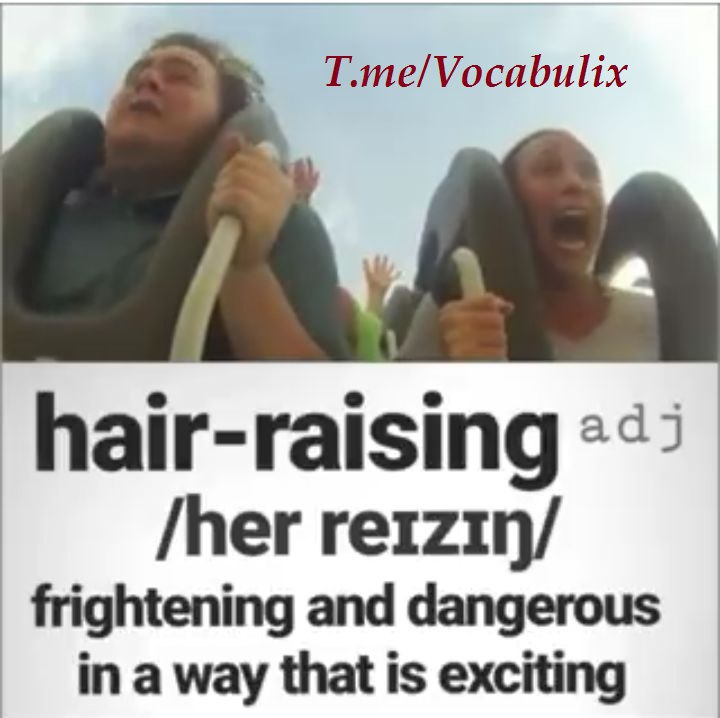 T.me/Vocabulix
hair-raising adj
/her reɪzɪŋ/
frightening and dangerous
in a way that is exciting